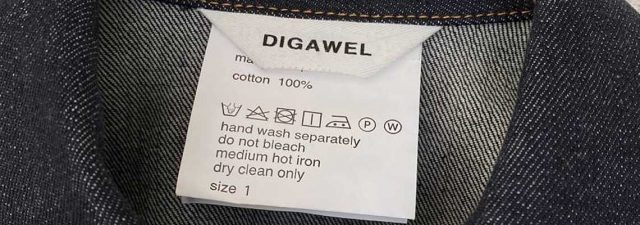 DIGAWEL
cotton 100%
P W
hand wash separately
do not bleach
medium hot iron
dry clean only
size 1